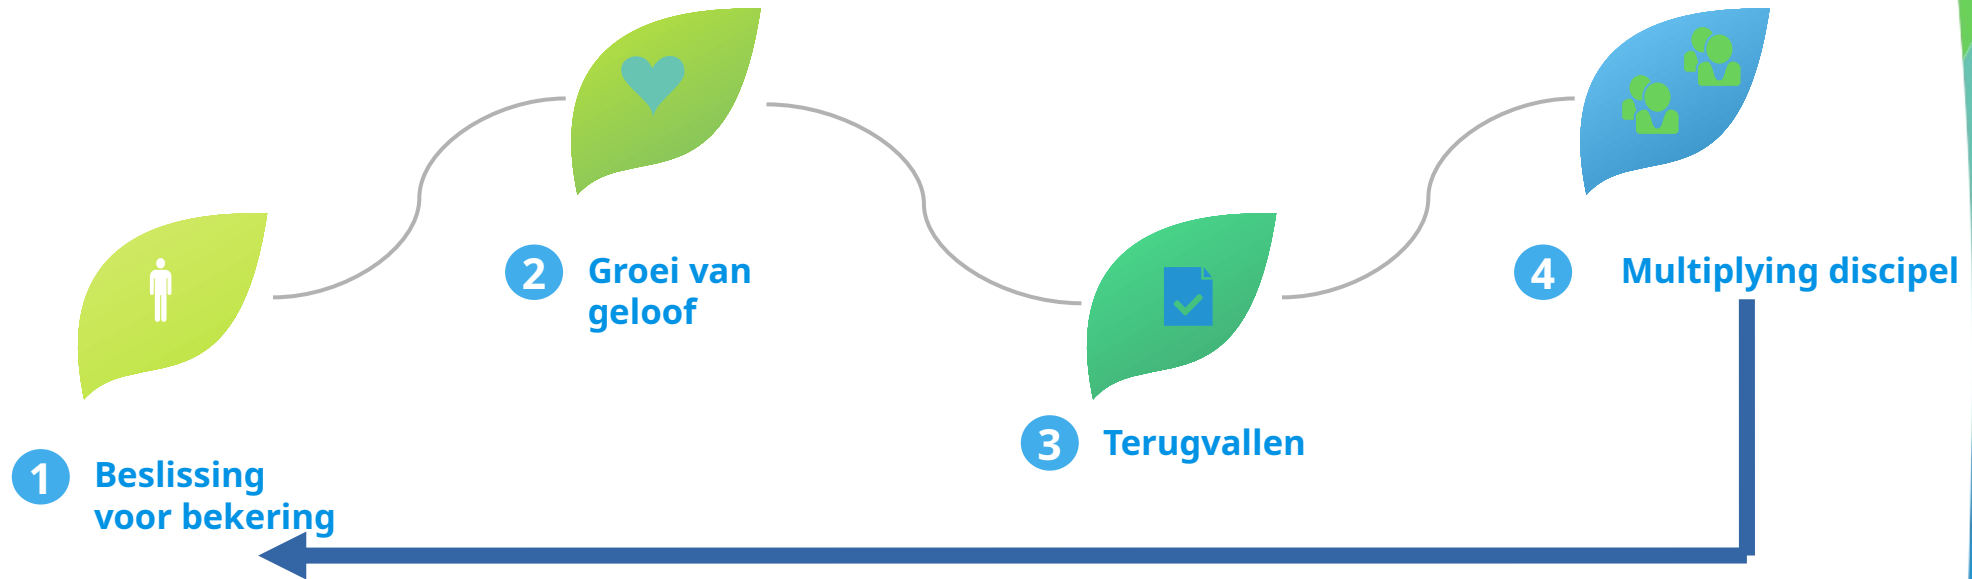 1
Beslissing
voor bekering
2
Groei van
geloof
3
Terugvallen
4
Multiplying discipel